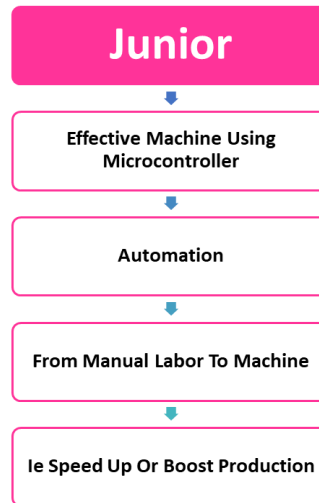 Junior
Effective Machine Using
Microcontroller
Automation
From Manual Labor To Machine
Ie Speed Up Or Boost Production